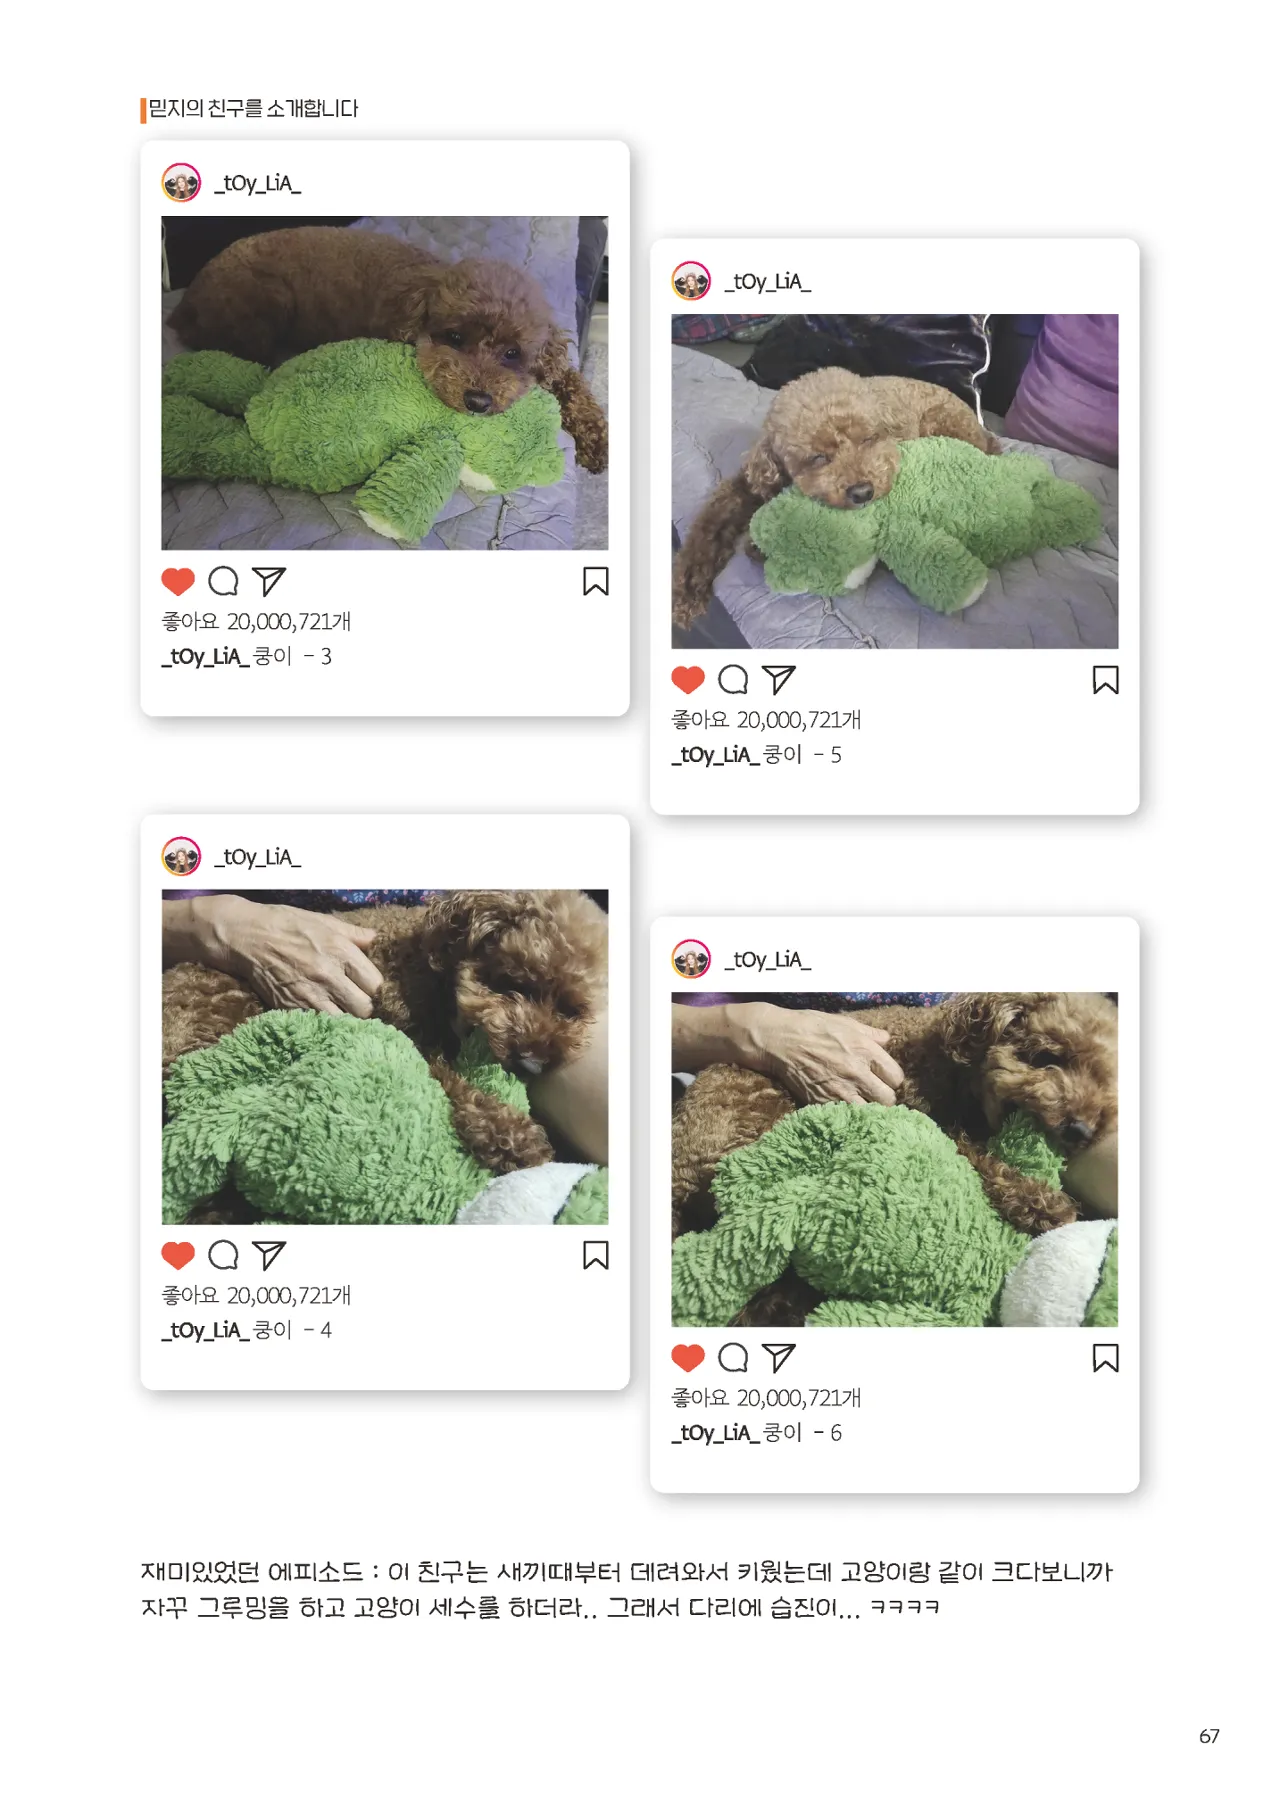 믿지의 친구를 소개합니다
_tOy_LiA_
좋아요 20,000,721개
_tOy_LiA_ 쿵이 - 3
_tOy_LiA_
좋아요 20,000,721개
_tOy_LiA_ 쿵이 - 5
_tOy_LiA_
좋아요 20,000,721개
_tOy_LiA_ 쿵이 - 4
_tOy_LiA_
좋아요 20,000,721개
_tOy_LiA_ 쿵이 - 6
재미있었던 에피소드 : 이 친구는 새끼때부터 데려와서 키웠는데 고양이랑 같이 크다보니까
자꾸 그루밍을 하고 고양이 세수를 하더라.. 그래서 다리에 습진이... ㅋㅋㅋㅋ
67